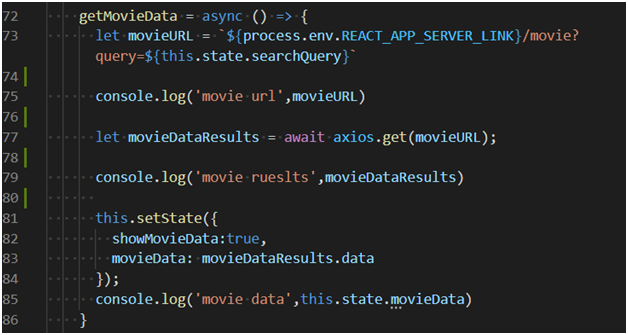 72 getMovieData = async () => {
73 let movieURL = `${process.env.REACT_APP_SERVER_LINK}/movie?
query=${this.state.searchQuery}`
74
75 console.log('movie url',movieURL)
76
77 let movieDataResults = await axios.get(movieURL);
78
79 console.log('movie rueslts',movieDataResults)
80
81 this.setState({
82 showMovieData:true,
83 movieData: movieDataResults.data
84 });
85 console.log('movie data',this.state.movieData)
86 }